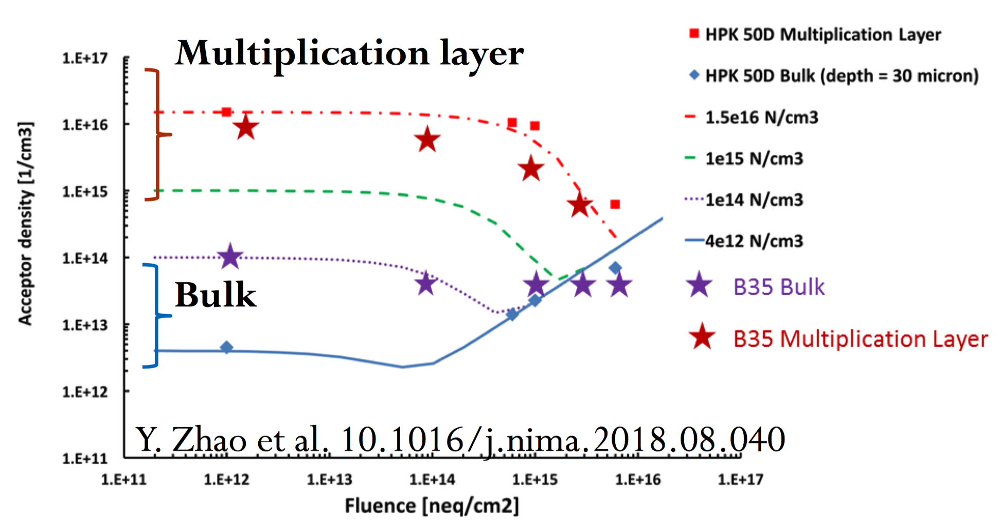 Multiplication layer
HPK 50D Multiplication Layer
HPK 50D Bulk (depth = 30 micron)
1.5e16 N/cm3
1e15 N/cm3
1e14 N/cm3
4e12 N/cm3
B35 Bulk
B35 Multiplication Layer
Acceptor density [1/cm3]
1.E+17
1.E+16
1.E+15
1.E+14
1.E+13
1.E+12
1.E+11
Bulk
Y. Zhao et al. 10.1016/j.nima.2018.08.040
1.E+11 1.E+12 1.E+13 1.E+14 1.E+15 1.E+16 1.E+17
Fluence [neq/cm2]